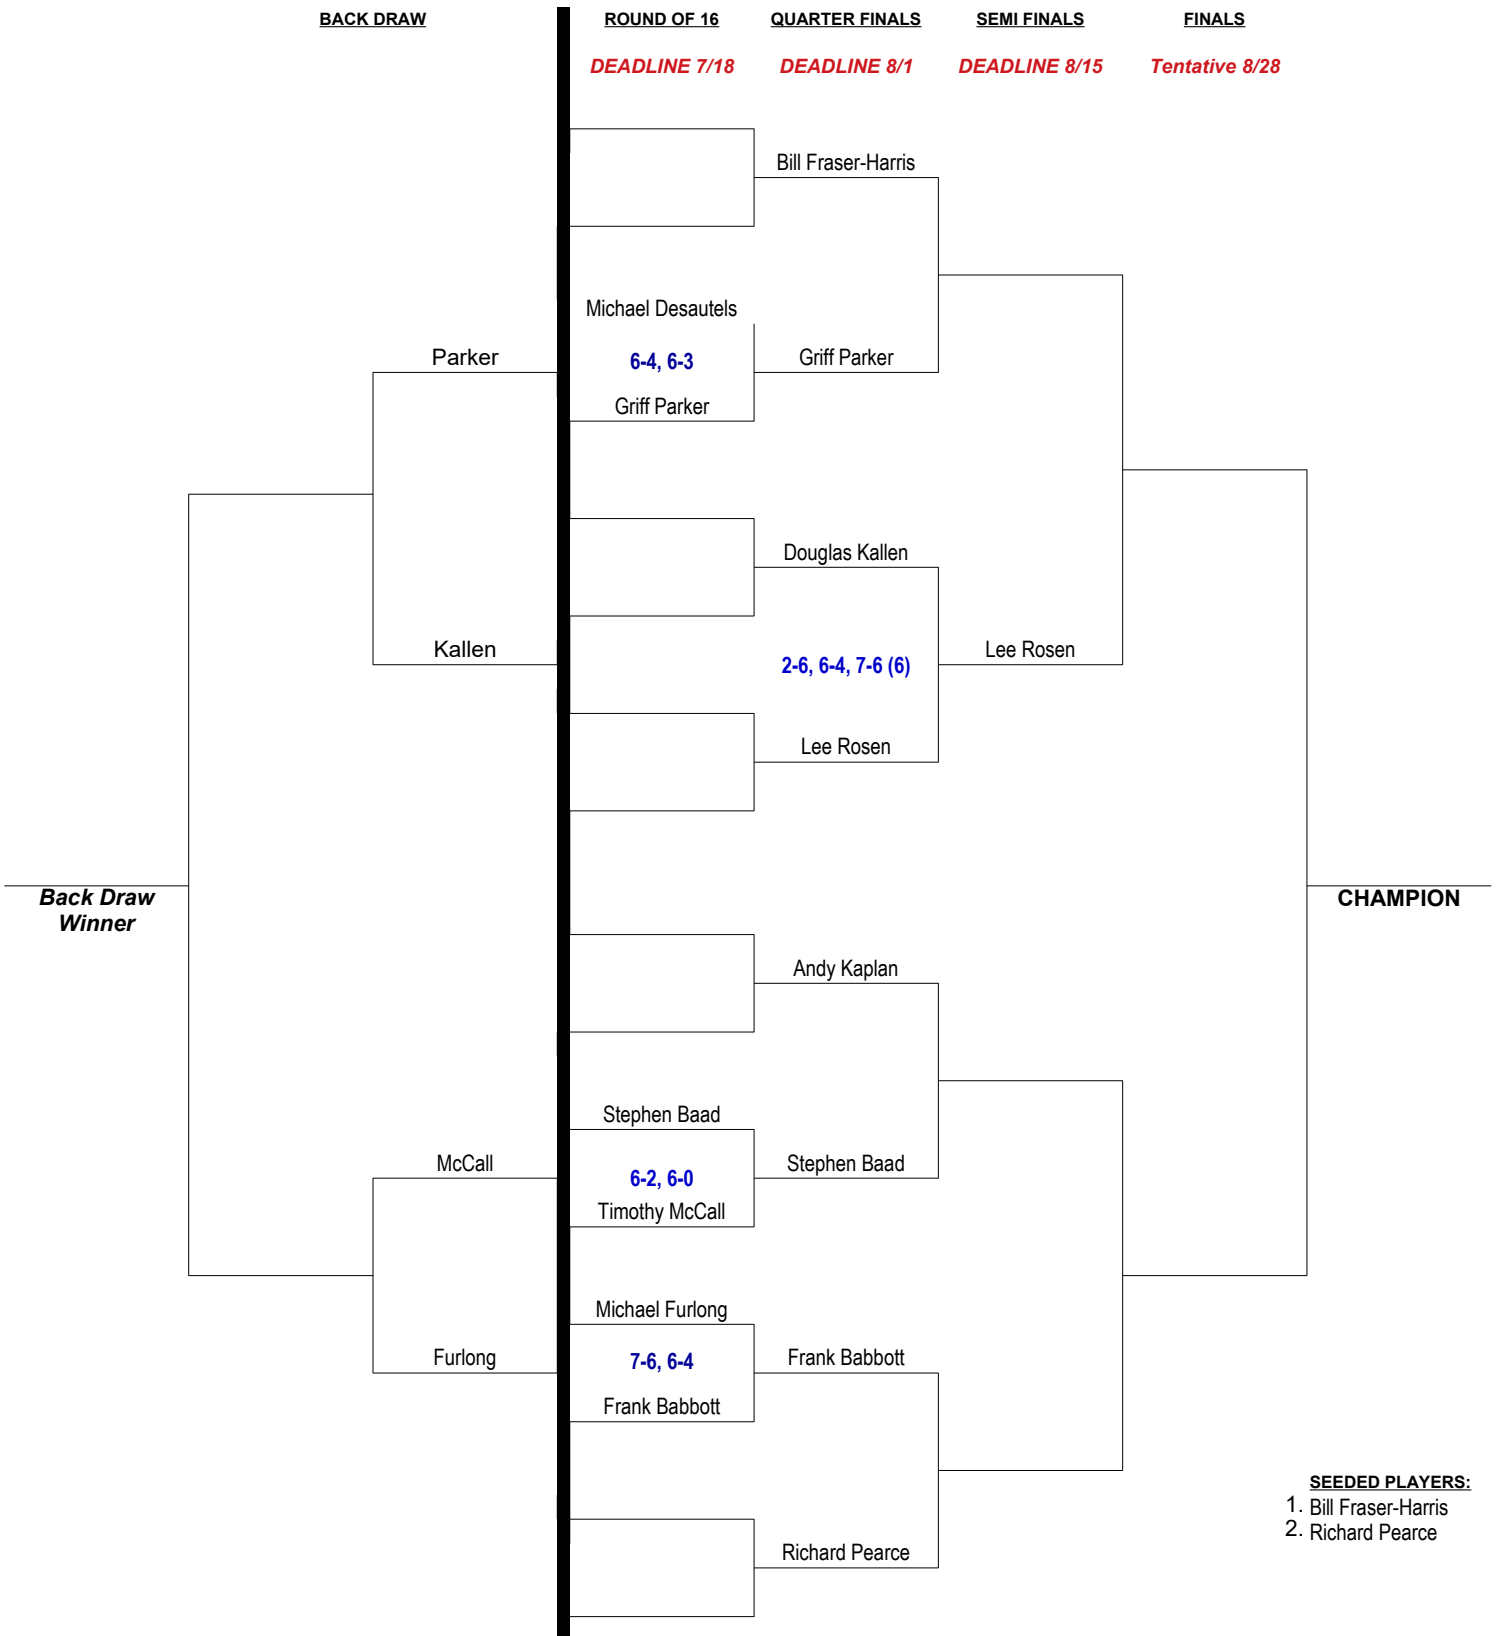 BACK DRAW
ROUND OF 16
QUARTER FINALS
SEMI FINALS
FINALS
DEADLINE 7/18
DEADLINE 8/1
DEADLINE 8/15
Tentative 8/28
Bill Fraser-Harris
Michael Desautels
Parker
6-4, 6-3
Griff Parker
Griff Parker
Douglas Kallen
Kallen
2-6, 6-4, 7-6 (6)
Lee Rosen
Lee Rosen
Back Draw
Winner
CHAMPION
Andy Kaplan
Stephen Baad
McCall
6-2, 6-0
Stephen Baad
Timothy McCall
Michael Furlong
Furlong
7-6, 6-4
Frank Babbott
Frank Babbott
Richard Pearce
SEEDED PLAYERS:
1. Bill Fraser-Harris
2. Richard Pearce